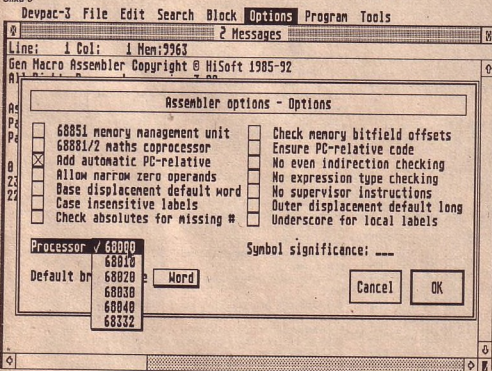 Devpac-3 File Edit Search Block Options Program Tools
2 Messages
Line: 1 Col: 1 Mem:9963
Gen Macro Assembler Copyright © HiSoft 1985-92
Assembler options - Options
68851 memory management unit
68881/2 maths coprocessor
Add automatic PC-relative
Allow narrow zero operands
Base displacement default word
Case insensitive labels
Check absolutes for missing #
Check memory bitfield offsets
Ensure PC-relative code
No even indirection checking
No expression type checking
No supervisor instructions
Outer displacement default long
Underscore for local labels
Processor ✓ 68000
68010
68020
68030
68040
68332
Symbol significance: ___
Default br e Word
Cancel OK